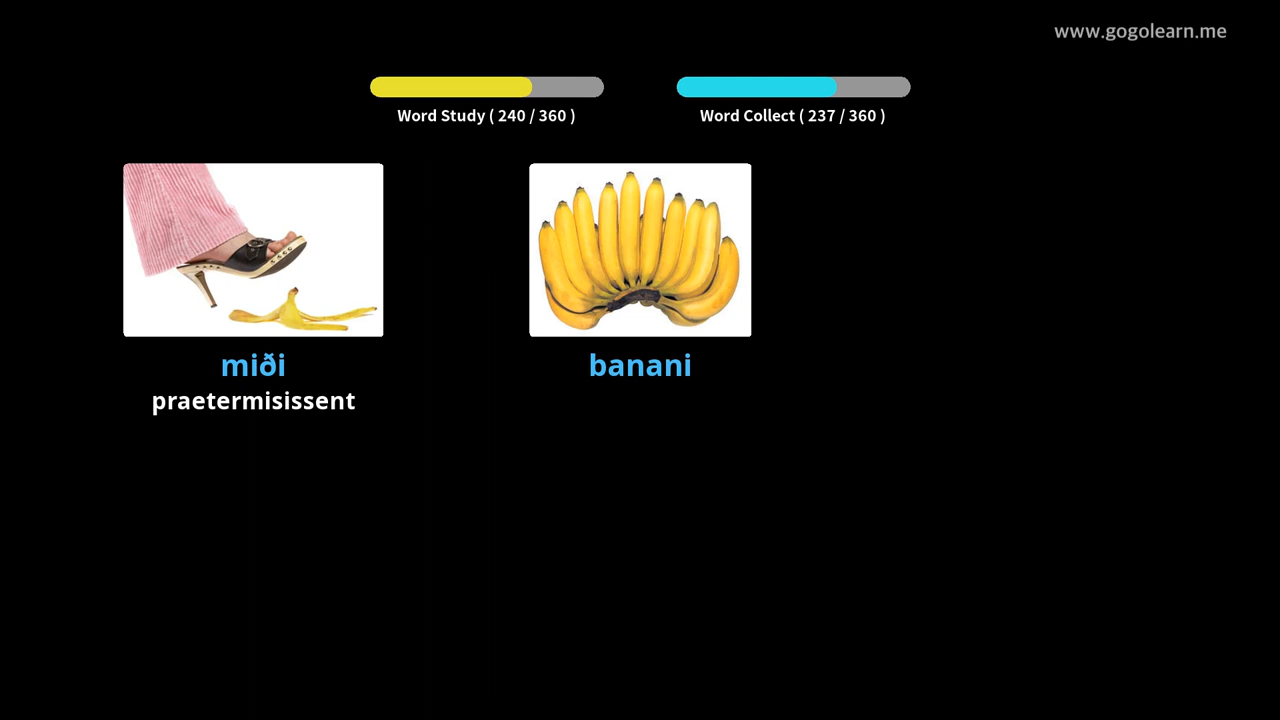 www.gogolearn.me
Word Study ( 240 / 360 )
Word Collect ( 237 / 360 )
miði
banani
praetermisissent